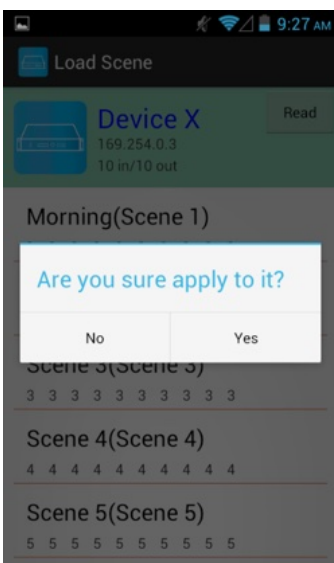 9:27 AM
Load Scene
Device X
Read
169.254.0.3
10 in/10 out
Morning(Scene 1)
Are you sure apply to it?
No
Yes
Scene 3(Scene 3)
3 3 3 3 3 3 3 3 3 3
Scene 4(Scene 4)
4 4 4 4 4 4 4 4 4 4
Scene 5(Scene 5)
5 5 5 5 5 5 5 5 5 5